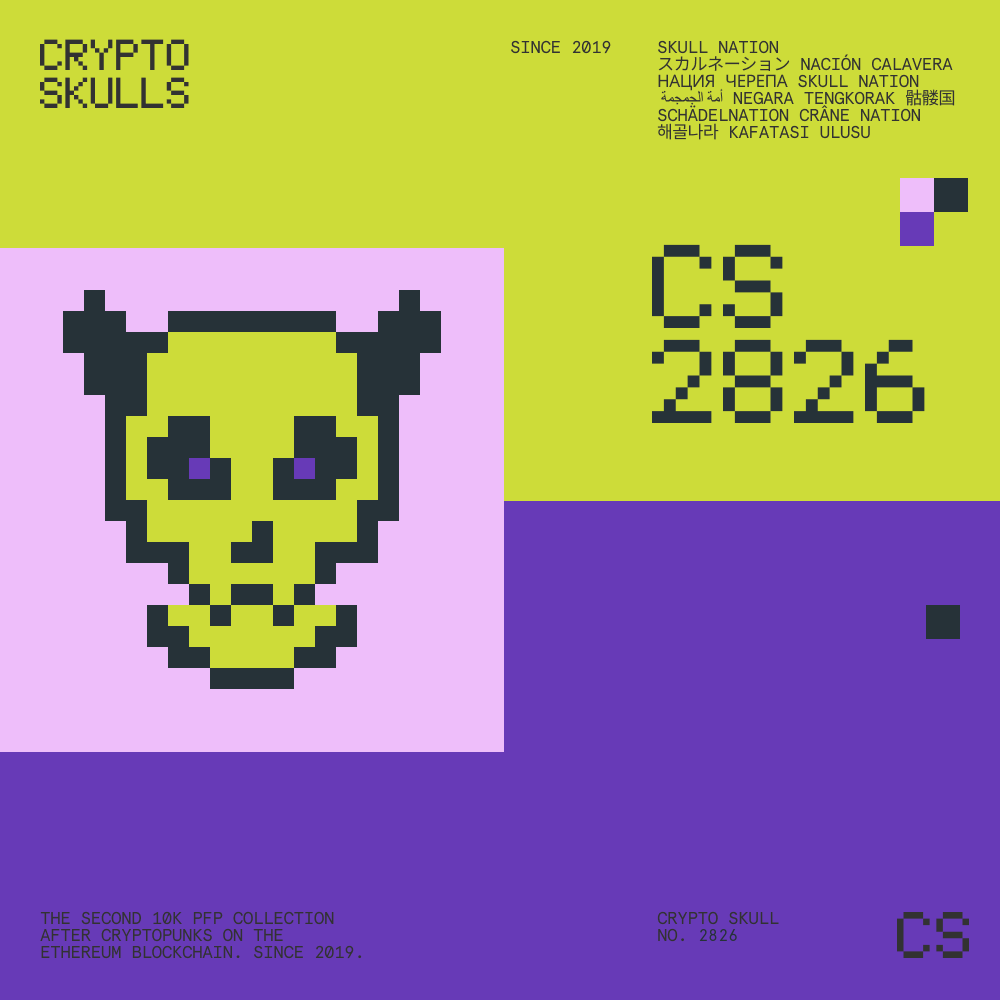 CRYPTO
SKULLS
SINCE 2019
SKULL NATION
スカルネーション NACIÓN CALAVERA
НАЦИЯ ЧЕРЕПА SKULL NATION
أمة الجمجمة NEGARA TENGKORAK 骷髅国
SCHÄDELNATION CRÂNE NATION
해골나라 KAFATASI ULUSU
CS
2826
THE SECOND 10K PFP COLLECTION
AFTER CRYPTOPUNKS ON THE
ETHEREUM BLOCKCHAIN. SINCE 2019.
CRYPTO SKULL
NO. 2826
CS